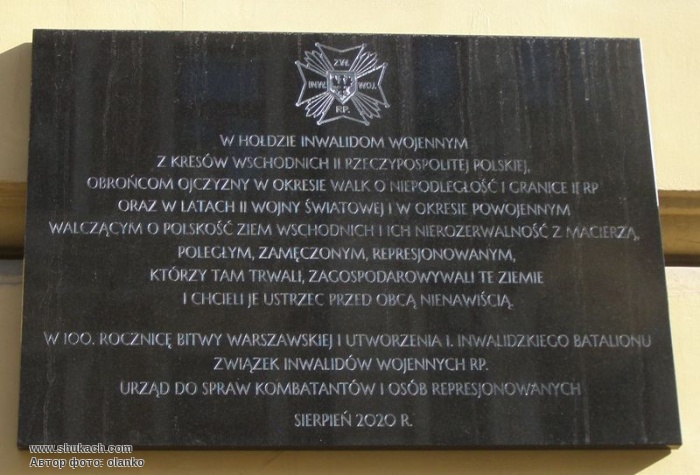 ZW.
INW. WOJ.
RP.
W HOŁDZIE INWALIDOM WOJENNYM
Z KRESÓW WSCHODNICH II RZECZYPOSPOLITEJ POLSKIEJ,
OBROŃCOM OJCZYZNY W OKRESIE WALK O NIEPODLEGŁOŚĆ I GRANICE II RP
ORAZ W LATACH II WOJNY ŚWIATOWEJ I W OKRESIE POWOJENNYM
WALCZĄCYM O POLSKOŚĆ ZIEM WSCHODNICH I ICH NIEROZERWALNOŚĆ Z MACIERZĄ,
POLEGŁYM, ZAMĘCZONYM, REPRESJONOWANYM,
KTÓRZY TAM TRWALI, ZAGOSPODAROWYWALI TE ZIEMIE
I CHCIELI JE USTRZEC PRZED OBCĄ NIENAWIŚCIĄ.
W 100. ROCZNICĘ BITWY WARSZAWSKIEJ I UTWORZENIA I. INWALIDZKIEGO BATALIONU
ZWIĄZEK INWALIDÓW WOJENNYCH RP.
URZĄD DO SPRAW KOMBATANTÓW I OSÓB REPRESJONOWANYCH
SIERPIEŃ 2020 R.
www.shukach.com
Автор фото: olanko